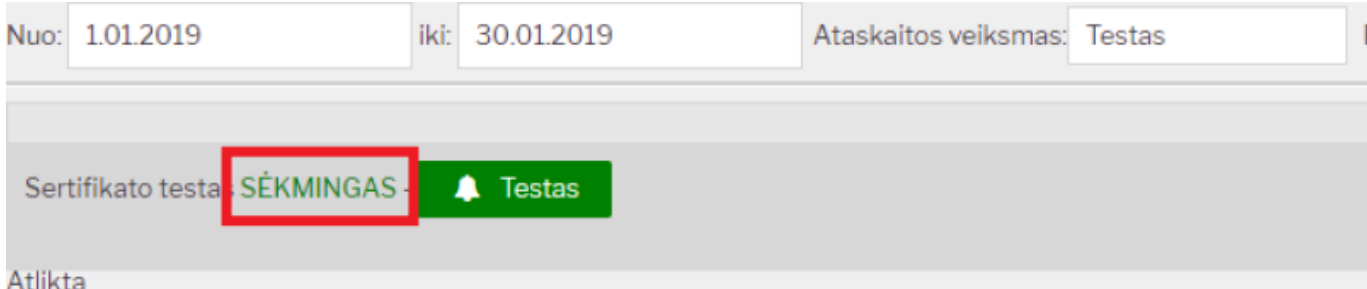 Nuo: 1.01.2019 iki: 30.01.2019 Ataskaitos veiksmas: Testas
Sertifikato testas SĖKMINGAS - Testas
Atlikta